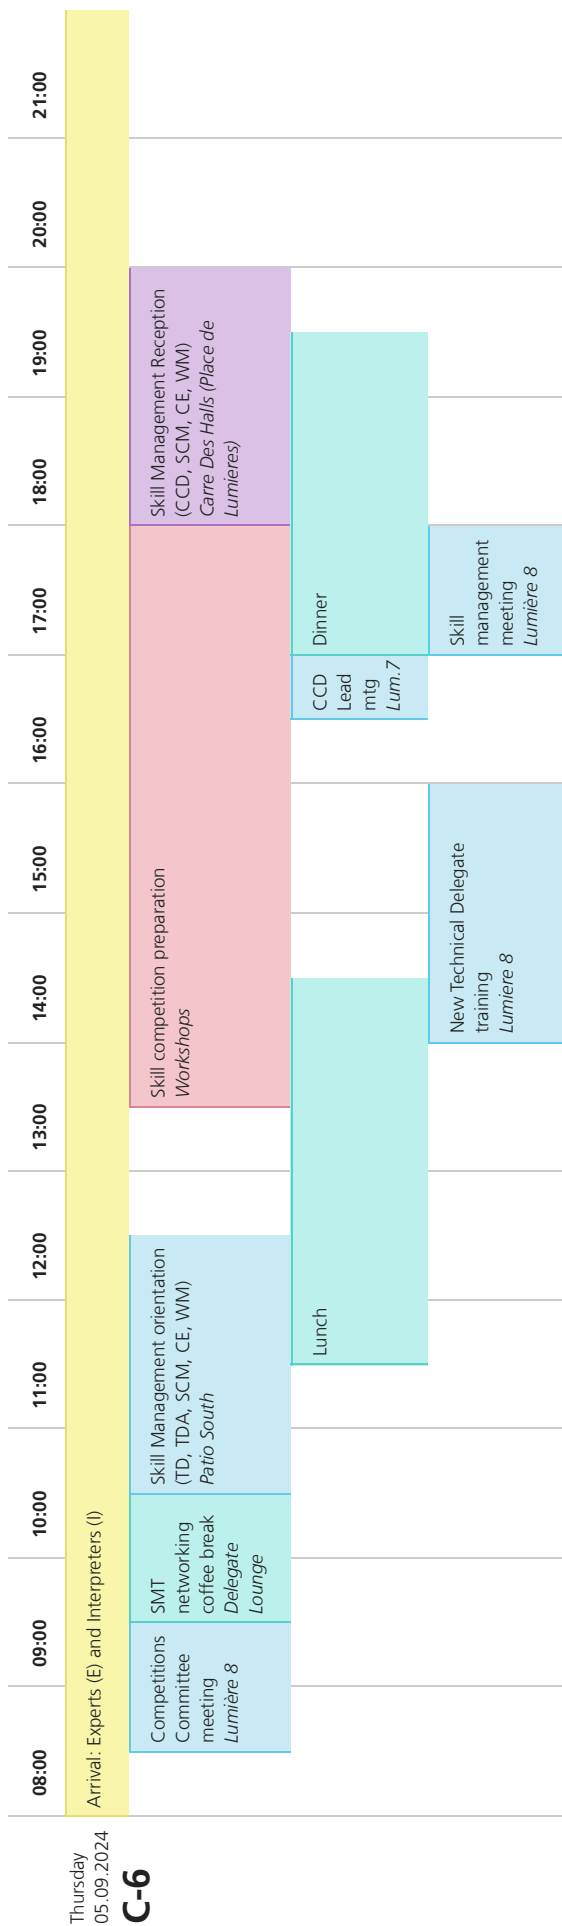 Thursday
05.09.2024
C-6
08:00
09:00
10:00
11:00
12:00
13:00
14:00
15:00
16:00
17:00
18:00
19:00
20:00
21:00
Arrival: Experts (E) and Interpreters (I)
Competitions
Committee
meeting
Lumière 8
SMT
networking
coffee break
Delegate
Lounge
Skill Management orientation
(TD, TDA, SCM, CE, WM)
Patio South
Skill competition preparation
Workshops
Skill Management Reception
(CCD, SCM, CE, WM)
Carre Des Halls (Place de
Lumieres)
Lunch
CCD
Lead
mtg
Lum.7
Dinner
New Technical Delegate
training
Lumiere 8
Skill
management
meeting
Lumière 8